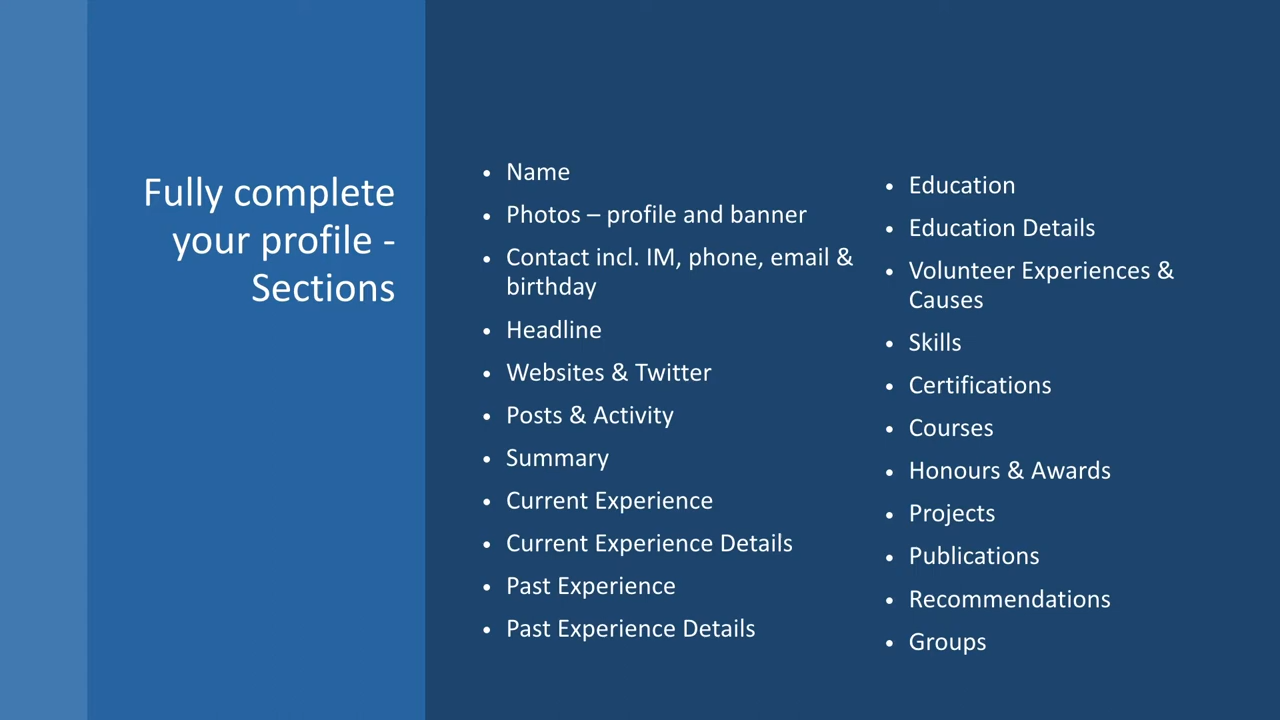 Fully complete
your profile -
Sections
• Name
• Photos – profile and banner
• Contact incl. IM, phone, email &
birthday
• Headline
• Websites & Twitter
• Posts & Activity
• Summary
• Current Experience
• Current Experience Details
• Past Experience
• Past Experience Details
• Education
• Education Details
• Volunteer Experiences &
Causes
• Skills
• Certifications
• Courses
• Honours & Awards
• Projects
• Publications
• Recommendations
• Groups